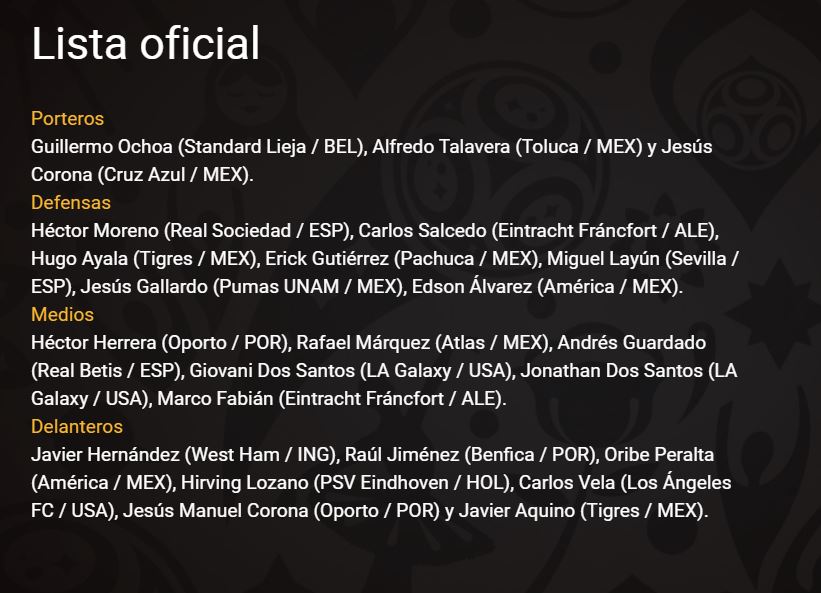 Lista oficial
Porteros
Guillermo Ochoa (Standard Lieja / BEL), Alfredo Talavera (Toluca / MEX) y Jesús
Corona (Cruz Azul / MEX).
Defensas
Héctor Moreno (Real Sociedad / ESP), Carlos Salcedo (Eintracht Fráncfort / ALE),
Hugo Ayala (Tigres / MEX), Erick Gutiérrez (Pachuca / MEX), Miguel Layún (Sevilla /
ESP), Jesús Gallardo (Pumas UNAM / MEX), Edson Álvarez (América / MEX).
Medios
Héctor Herrera (Oporto / POR), Rafael Márquez (Atlas / MEX), Andrés Guardado
(Real Betis / ESP), Giovani Dos Santos (LA Galaxy / USA), Jonathan Dos Santos (LA
Galaxy / USA), Marco Fabián (Eintracht Fráncfort / ALE).
Delanteros
Javier Hernández (West Ham / ING), Raúl Jiménez (Benfica / POR), Oribe Peralta
(América / MEX), Hirving Lozano (PSV Eindhoven / HOL), Carlos Vela (Los Ángeles
FC / USA), Jesús Manuel Corona (Oporto / POR) y Javier Aquino (Tigres / MEX).